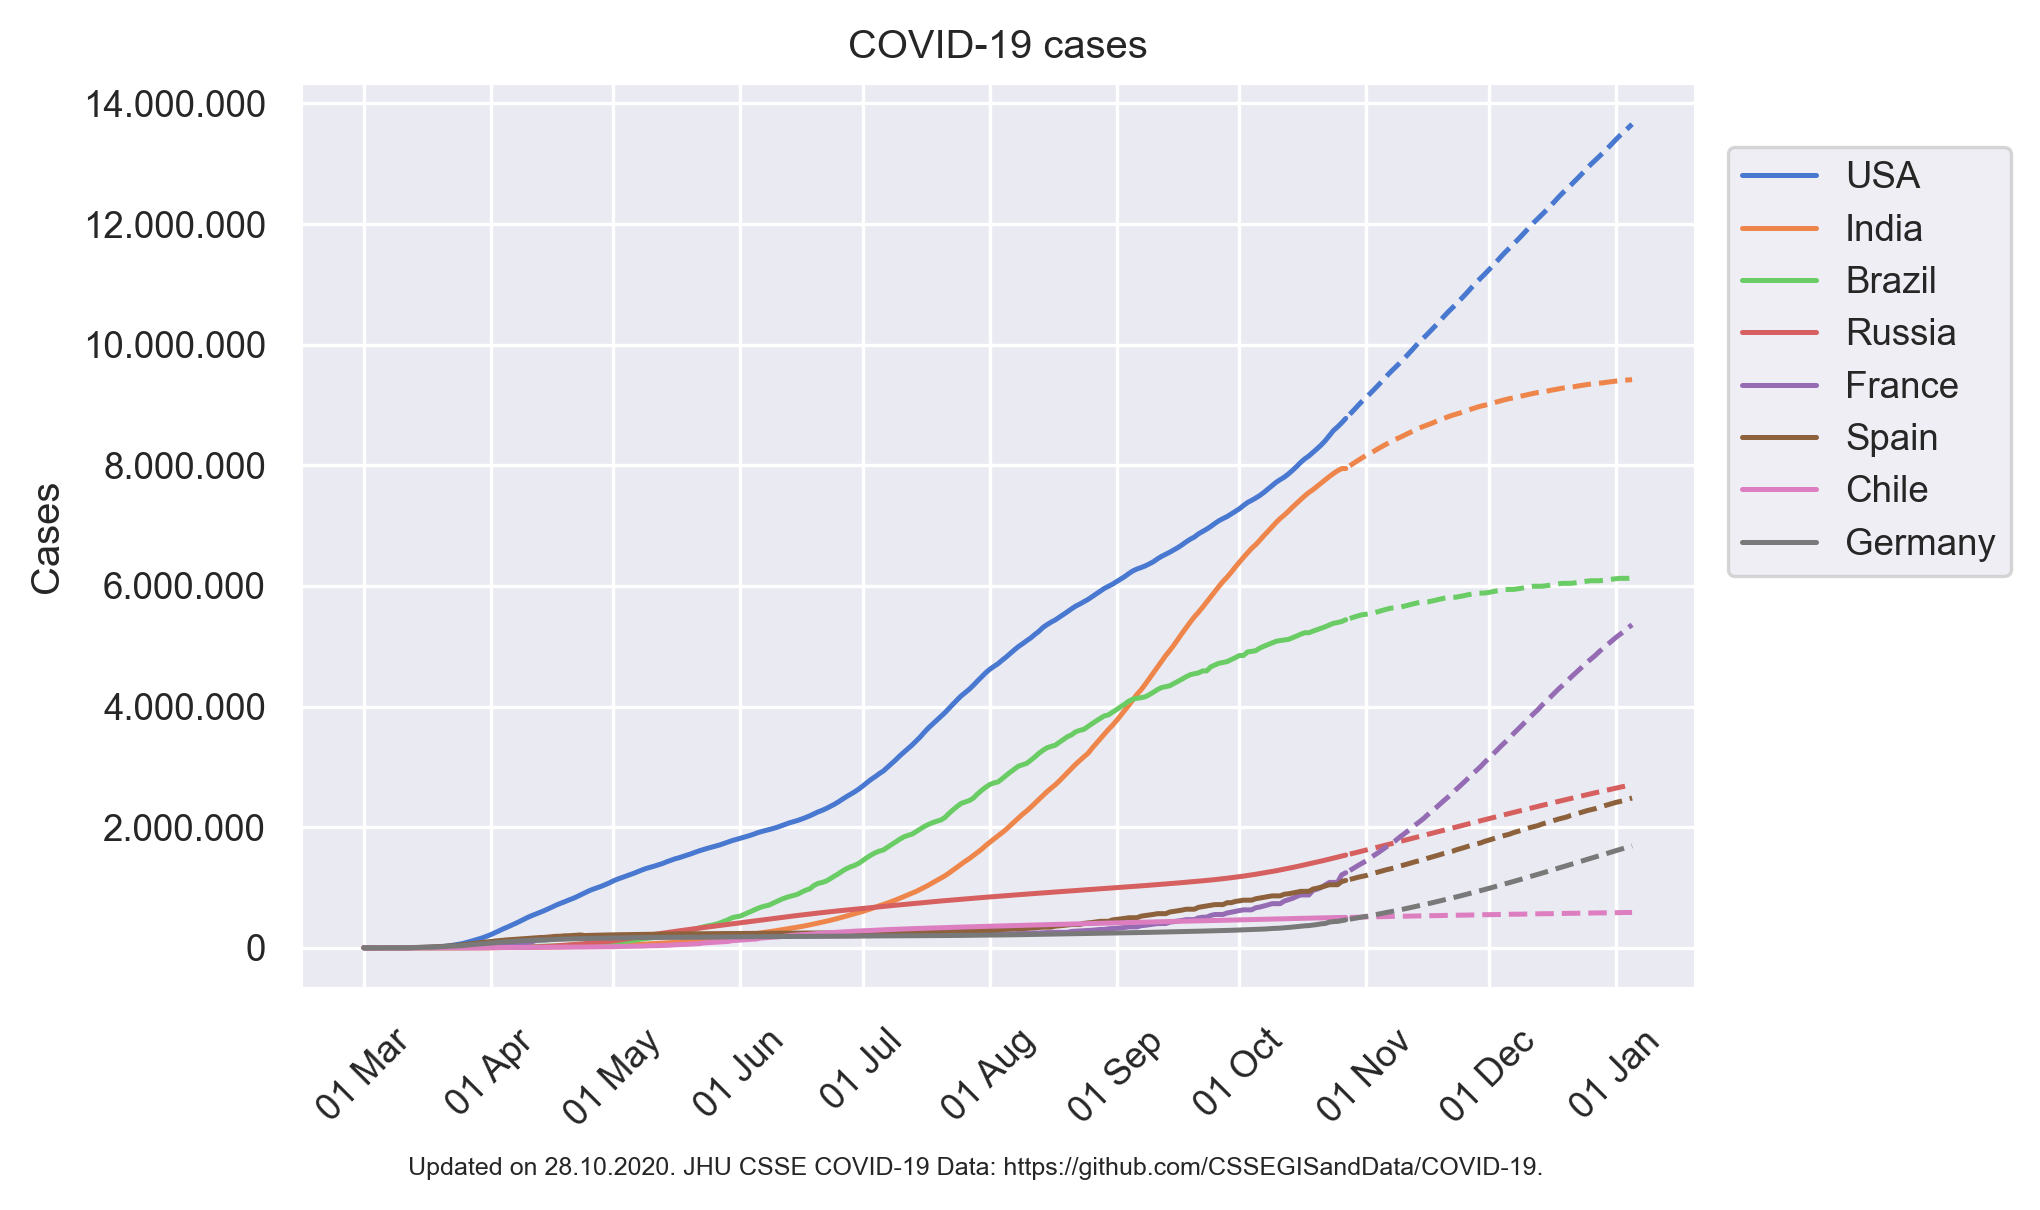 COVID-19 cases
14.000.000
12.000.000
10.000.000
8.000.000
6.000.000
4.000.000
2.000.000
0
Cases
USA
India
Brazil
Russia
France
Spain
Chile
Germany
01 Mar
01 Apr
01 May
01 Jun
01 Jul
01 Aug
01 Sep
01 Oct
01 Nov
01 Dec
01 Jan
Updated on 28.10.2020. JHU CSSE COVID-19 Data: https://github.com/CSSEGISandData/COVID-19.